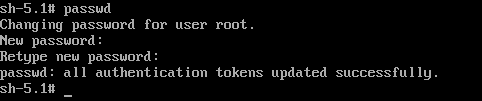 sh-5.1# passwd
Changing password for user root.
New password:
Retype new password:
passwd: all authentication tokens updated successfully.
sh-5.1# _